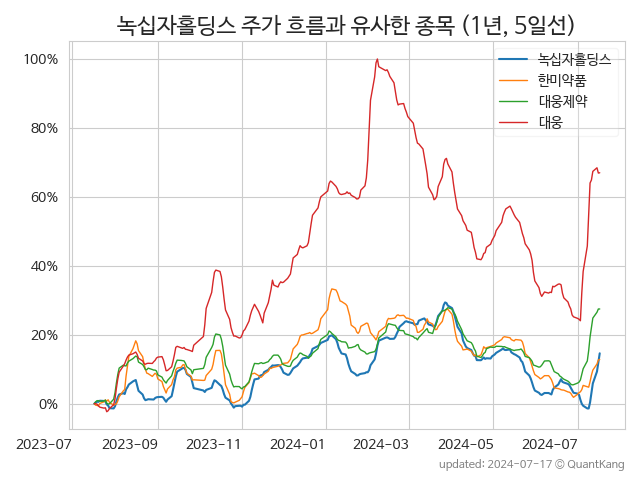 녹십자홀딩스 주가 흐름과 유사한 종목 (1년, 5일선)
녹십자홀딩스
한미약품
대웅제약
대웅
100%
80%
60%
40%
20%
0%
2023-07
2023-09
2023-11
2024-01
2024-03
2024-05
2024-07
updated: 2024-07-17 © QuantKang